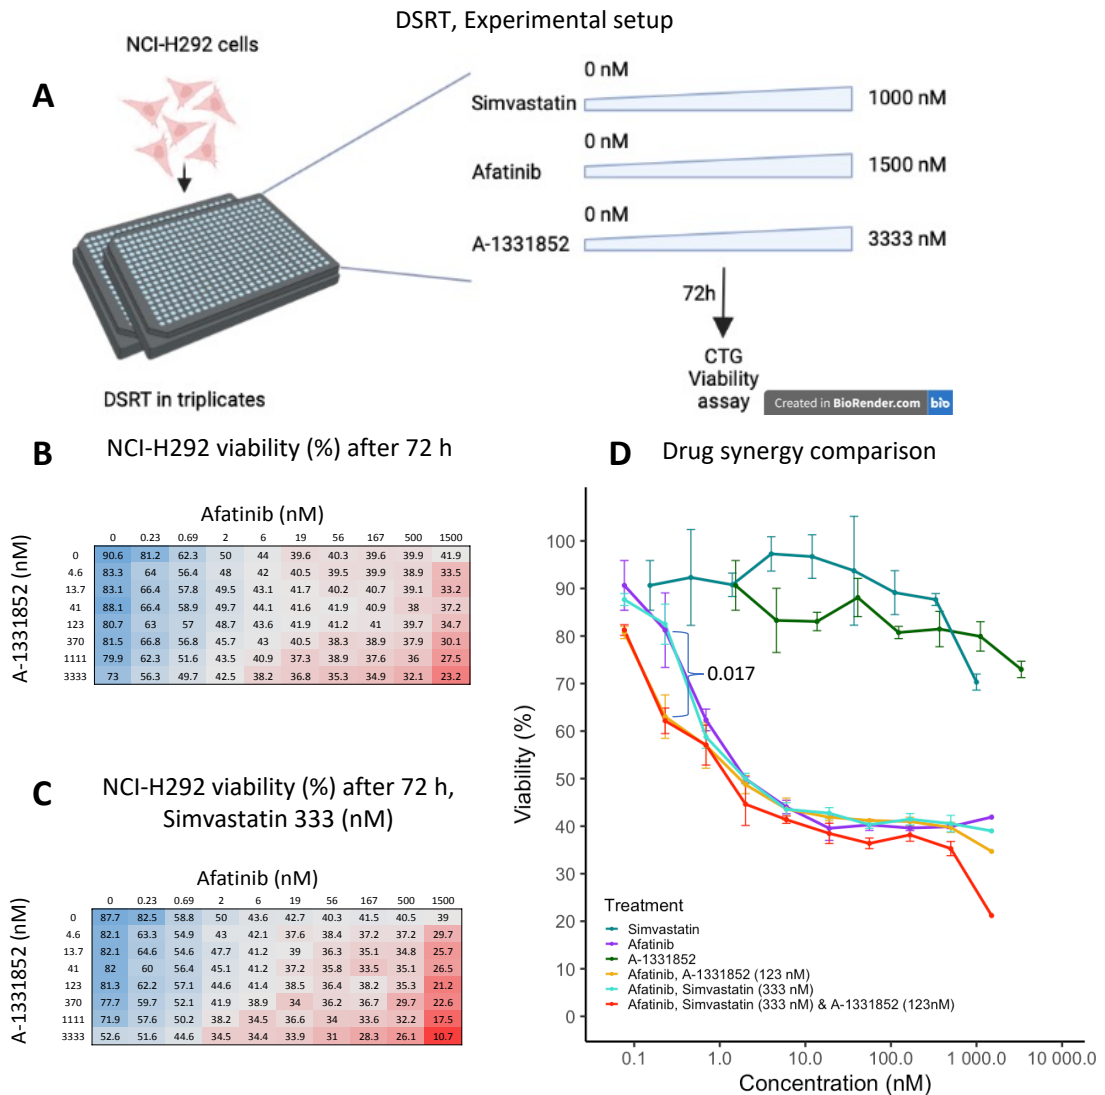 DSRT, Experimental setup
A
NCI-H292 cells
DSRT in triplicates
0 nM
Simvastatin
1000 nM
0 nM
Afatinib
1500 nM
0 nM
A-1331852
3333 nM
72h
CTG
Viability
assay
Created in BioRender.com bio
B
NCI-H292 viability (%) after 72 h
Afatinib (nM)
A-1331852 (nM)
0 0.23 0.69 2 6 19 56 167 500 1500
0 90.6 81.2 62.3 50 44 39.6 40.3 39.6 39.9 41.9
4.6 83.3 64 56.4 48 42 40.5 39.5 39.9 38.9 33.5
13.7 83.1 66.4 57.8 49.5 43.1 41.7 40.2 40.7 39.1 33.2
41 88.1 66.4 58.9 49.7 44.1 41.6 41.9 40.9 38 37.2
123 80.7 63 57 48.7 43.6 41.9 41.2 41 39.7 34.7
370 81.5 66.8 56.8 45.7 43 40.5 38.3 38.9 37.9 30.1
1111 79.9 62.3 51.6 43.5 40.9 37.3 38.9 37.6 36 27.5
3333 73 56.3 49.7 42.5 38.2 36.8 35.3 34.9 32.1 23.2
C
NCI-H292 viability (%) after 72 h,
Simvastatin 333 (nM)
Afatinib (nM)
A-1331852 (nM)
0 0.23 0.69 2 6 19 56 167 500 1500
0 87.7 82.5 58.8 50 43.6 42.7 40.3 41.5 40.5 39
4.6 82.1 63.3 54.9 43 42.1 37.6 38.4 37.2 37.2 29.7
13.7 82.1 64.6 54.6 47.7 41.2 39 36.3 35.1 34.8 25.7
41 82 60 56.4 45.1 41.2 37.2 35.8 33.5 35.1 26.5
123 81.3 62.2 57.1 44.6 41.4 38.5 36.4 38.2 35.3 21.2
370 77.7 59.7 52.1 41.9 38.9 34 36.2 36.7 29.7 22.6
1111 71.9 57.6 50.2 38.2 34.5 36.6 34 33.6 32.2 17.5
3333 52.6 51.6 44.6 34.5 34.4 33.9 31 28.3 26.1 10.7
D
Drug synergy comparison
Viability (%)
100
90
80
70
60
50
40
30
20
10
0
0.017
Treatment
Simvastatin
Afatinib
A-1331852
Afatinib, A-1331852 (123 nM)
Afatinib, Simvastatin (333 nM)
Afatinib, Simvastatin (333 nM) & A-1331852 (123nM)
0.1 1.0 10.0 100.0 1 000.0 10 000.0
Concentration (nM)